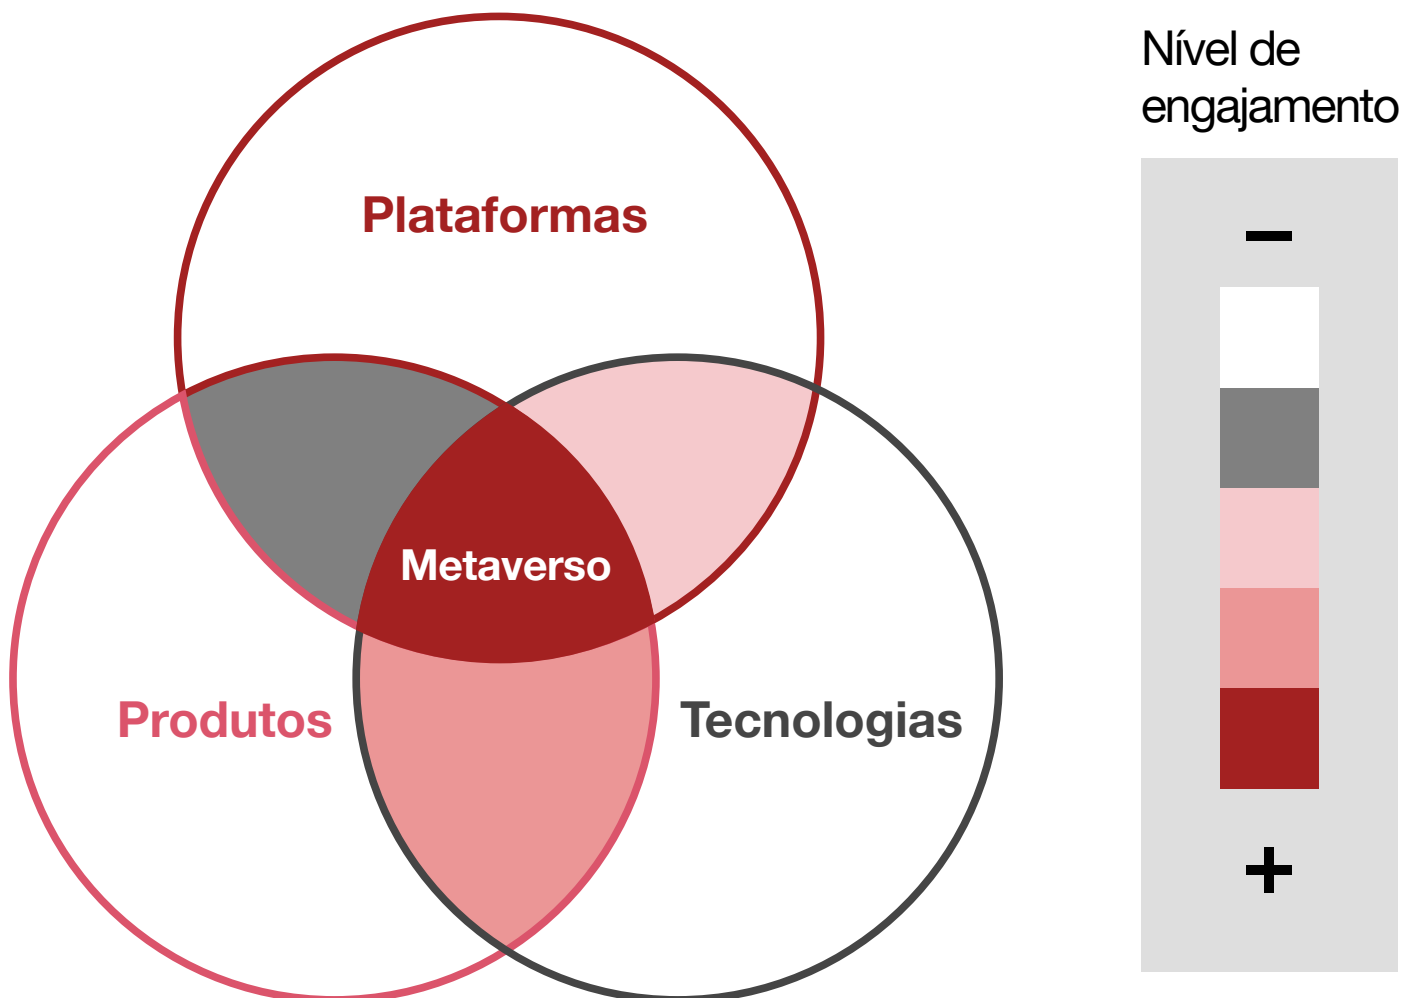 Nível de
engajamento
Plataformas
Metaverso
Produtos
Tecnologias
−
+